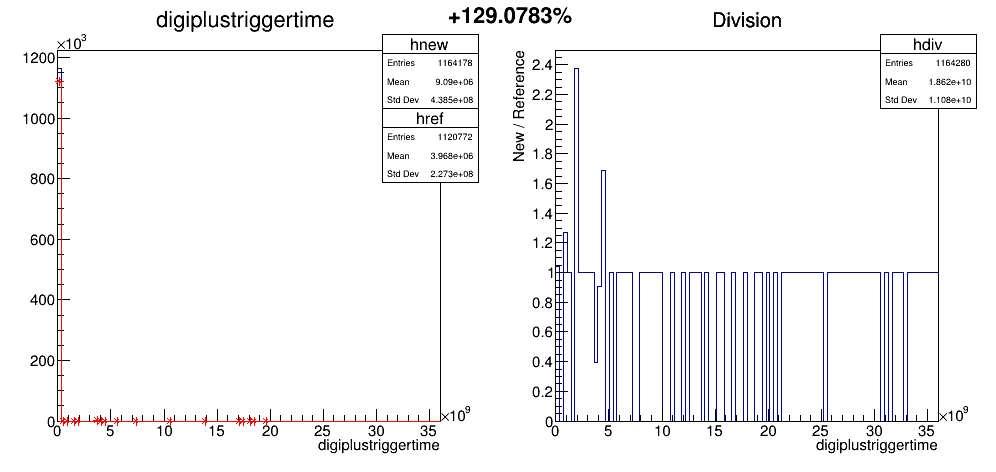 digiplustriggertime
+129.0783%
Division
×10³
hnew
Entries 1164178
Mean 9.09e+06
Std Dev 4.385e+08
href
Entries 1120772
Mean 3.968e+06
Std Dev 2.273e+08
1200
1000
800
600
400
200
0
0 5 10 15 20 25 30 35
×10⁹
digiplustriggertime
hdiv
Entries 1164280
Mean 1.862e+10
Std Dev 1.108e+10
New / Reference
2.4
2.2
2
1.8
1.6
1.4
1.2
1
0.8
0.6
0.4
0.2
0
0 5 10 15 20 25 30 35
×10⁹
digiplustriggertime